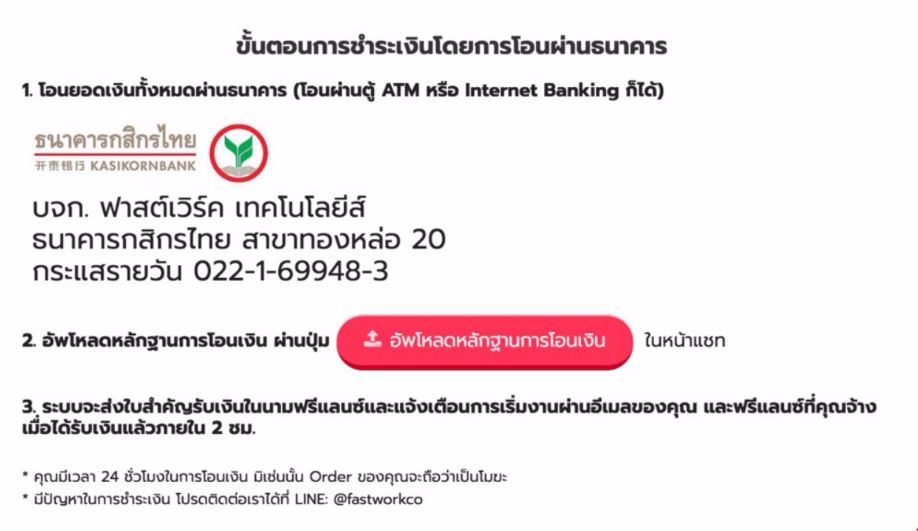 ขั้นตอนการชำระเงินโดยการโอนผ่านธนาคาร
1. โอนยอดเงินทั้งหมดผ่านธนาคาร (โอนผ่านตู้ ATM หรือ Internet Banking ก็ได้)
ธนาคารกสิกรไทย
开泰银行 KASIKORNBANK
บจก. ฟาสต์เวิร์ค เทคโนโลยีส์
ธนาคารกสิกรไทย สาขาทองหล่อ 20
กระแสรายวัน 022-1-69948-3
2. อัพโหลดหลักฐานการโอนเงิน ผ่านปุ่ม อัพโหลดหลักฐานการโอนเงิน ในหน้าแชท
3. ระบบจะส่งใบสำคัญรับเงินในนามฟรีแลนซ์และแจ้งเตือนการเริ่มงานผ่านอีเมลของคุณ และฟรีแลนซ์ที่คุณจ้าง
เมื่อได้รับเงินแล้วภายใน 2 ชม.
* คุณมีเวลา 24 ชั่วโมงในการโอนเงิน มิเช่นนั้น Order ของคุณจะถือว่าเป็นโมฆะ
* มีปัญหาในการชำระเงิน โปรดติดต่อเราได้ที่ LINE: @fastworkco